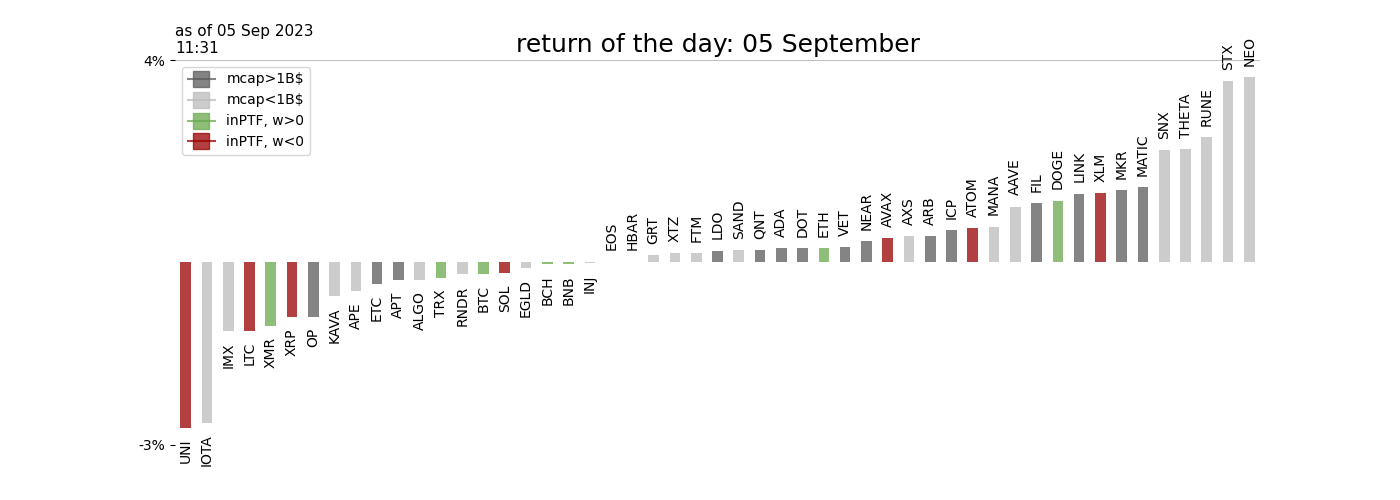 as of 05 Sep 2023
11:31
return of the day: 05 September
4%
mcap>1B$
mcap<1B$
inPTF, w>0
inPTF, w<0
-3%
UNI
IOTA
IMX
LTC
XMR
XRP
OP
KAVA
APE
ETC
APT
ALGO
TRX
RNDR
BTC
SOL
EGLD
BCH
BNB
INJ
EOS
HBAR
GRT
XTZ
FTM
LDO
SAND
QNT
ADA
DOT
ETH
VET
NEAR
AVAX
AXS
ARB
ICP
ATOM
MANA
AAVE
FIL
DOGE
LINK
XLM
MKR
MATIC
SNX
THETA
RUNE
STX
NEO